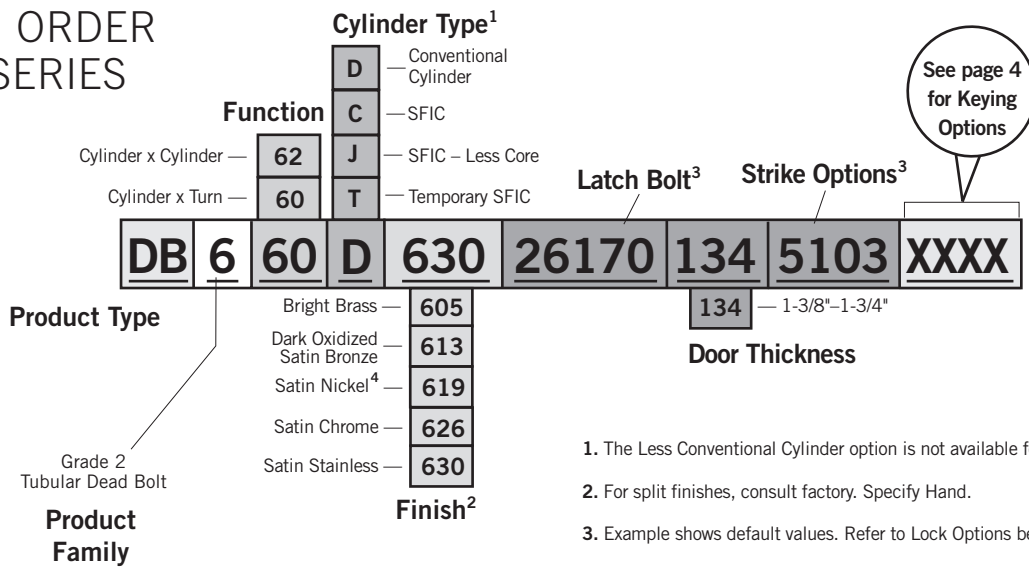 ORDER
SERIES
Cylinder Type1
D — Conventional
Cylinder
C — SFIC
J — SFIC – Less Core
T — Temporary SFIC
Function
Cylinder x Cylinder — 62
Cylinder x Turn — 60
See page 4
for Keying
Options
Latch Bolt3
Strike Options3
DB 6 60 D 630 26170 134 5103 XXXX
Product Type
Bright Brass — 605
Dark Oxidized
Satin Bronze — 613
Satin Nickel4 — 619
Satin Chrome — 626
Satin Stainless — 630
Finish2
134 — 1-3/8"–1-3/4"
Door Thickness
Grade 2
Tubular Dead Bolt
Product
Family
1. The Less Conventional Cylinder option is not available f
2. For split finishes, consult factory. Specify Hand.
3. Example shows default values. Refer to Lock Options be